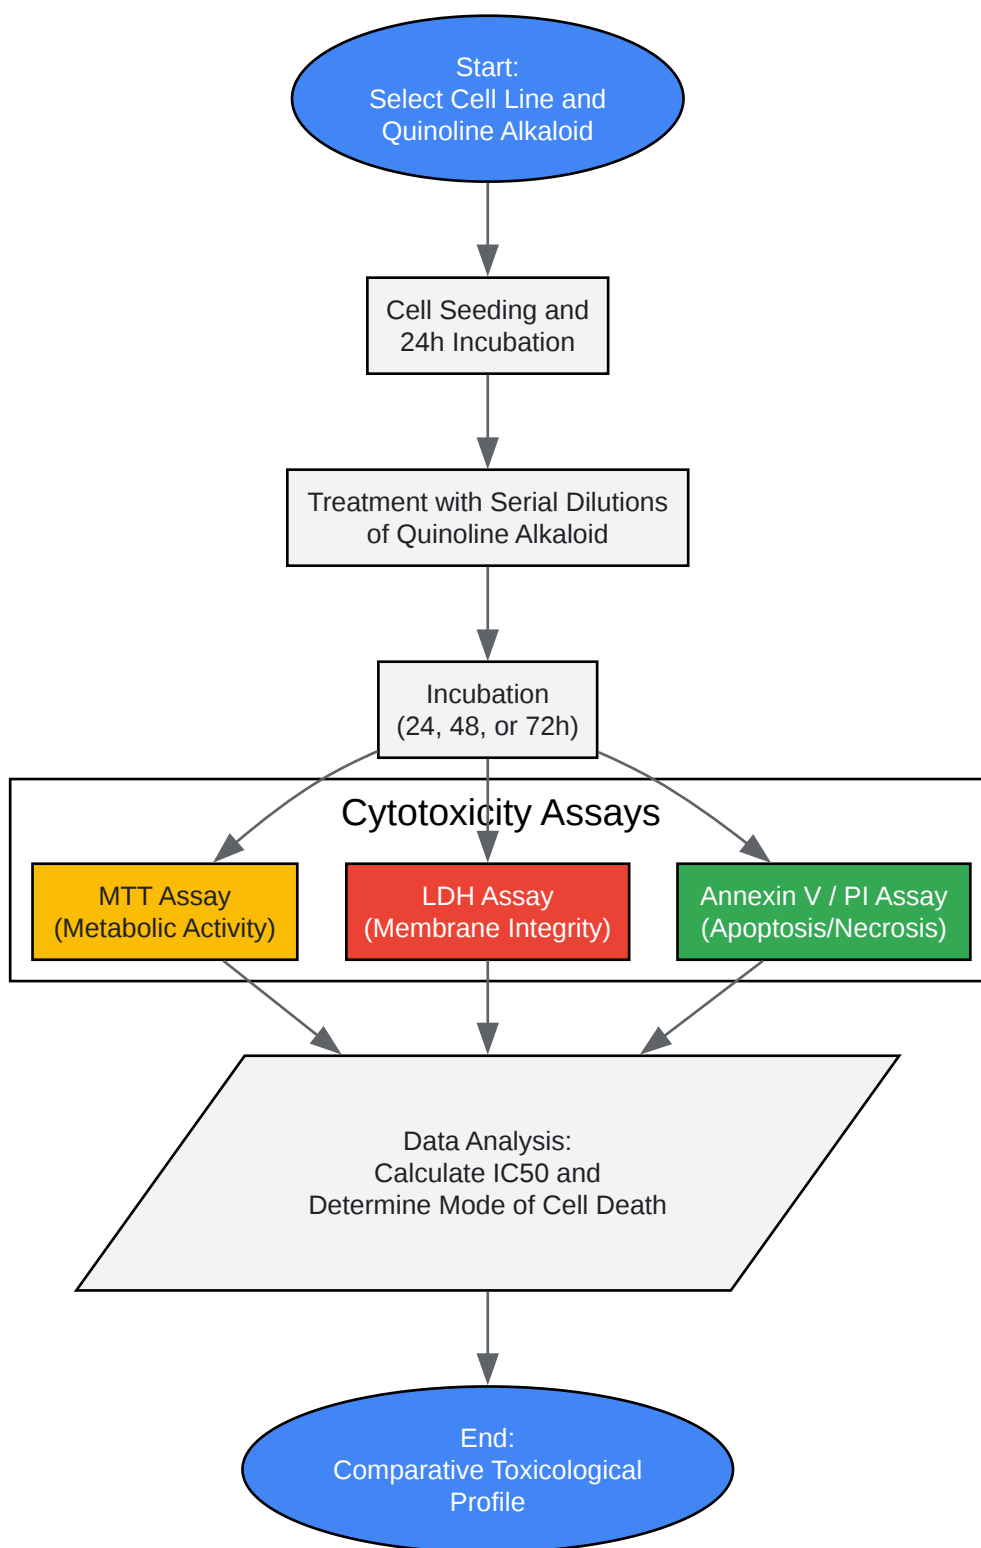 Start:
Select Cell Line and
Quinoline Alkaloid
Cell Seeding and
24h Incubation
Treatment with Serial Dilutions
of Quinoline Alkaloid
Incubation
(24, 48, or 72h)
Cytotoxicity Assays
MTT Assay
(Metabolic Activity)
LDH Assay
(Membrane Integrity)
Annexin V / PI Assay
(Apoptosis/Necrosis)
Data Analysis:
Calculate IC50 and
Determine Mode of Cell Death
End:
Comparative Toxicological
Profile